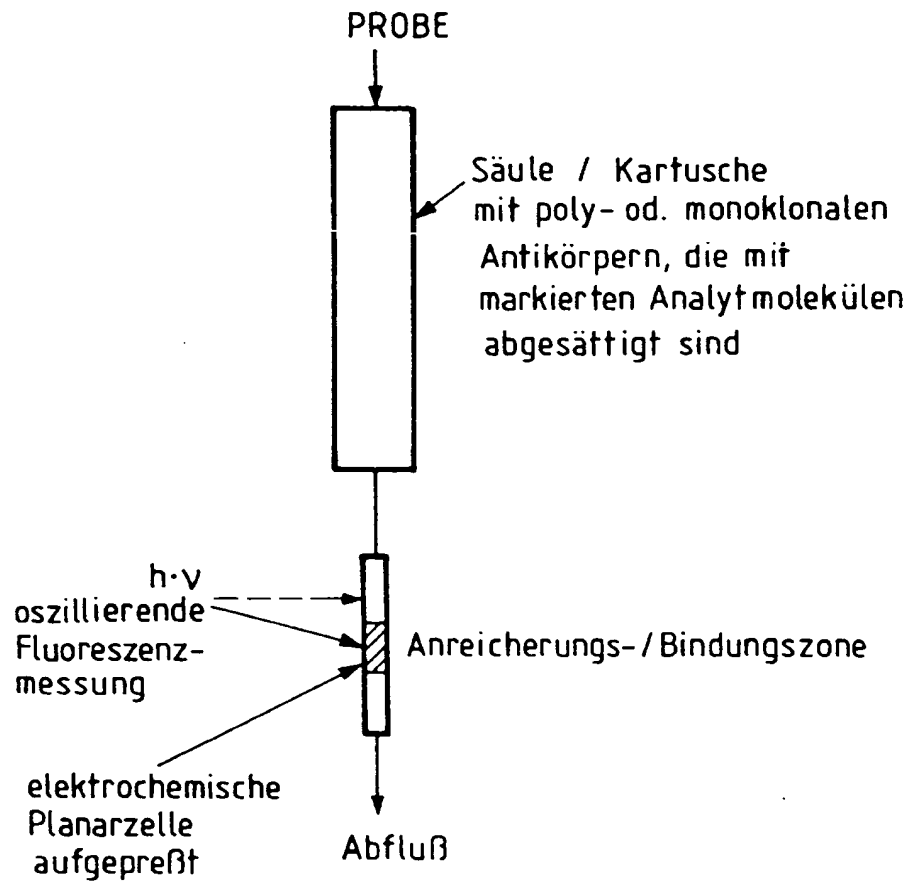 PROBE
Säule / Kartusche
mit poly- od. monoklonalen
Antikörpern, die mit
markierten Analytmolekülen
abgesättigt sind
h·ν
oszillierende
Fluoreszenz-
messung
Anreicherungs-/Bindungszone
elektrochemische
Planarzelle
aufgepreßt
Abfluß